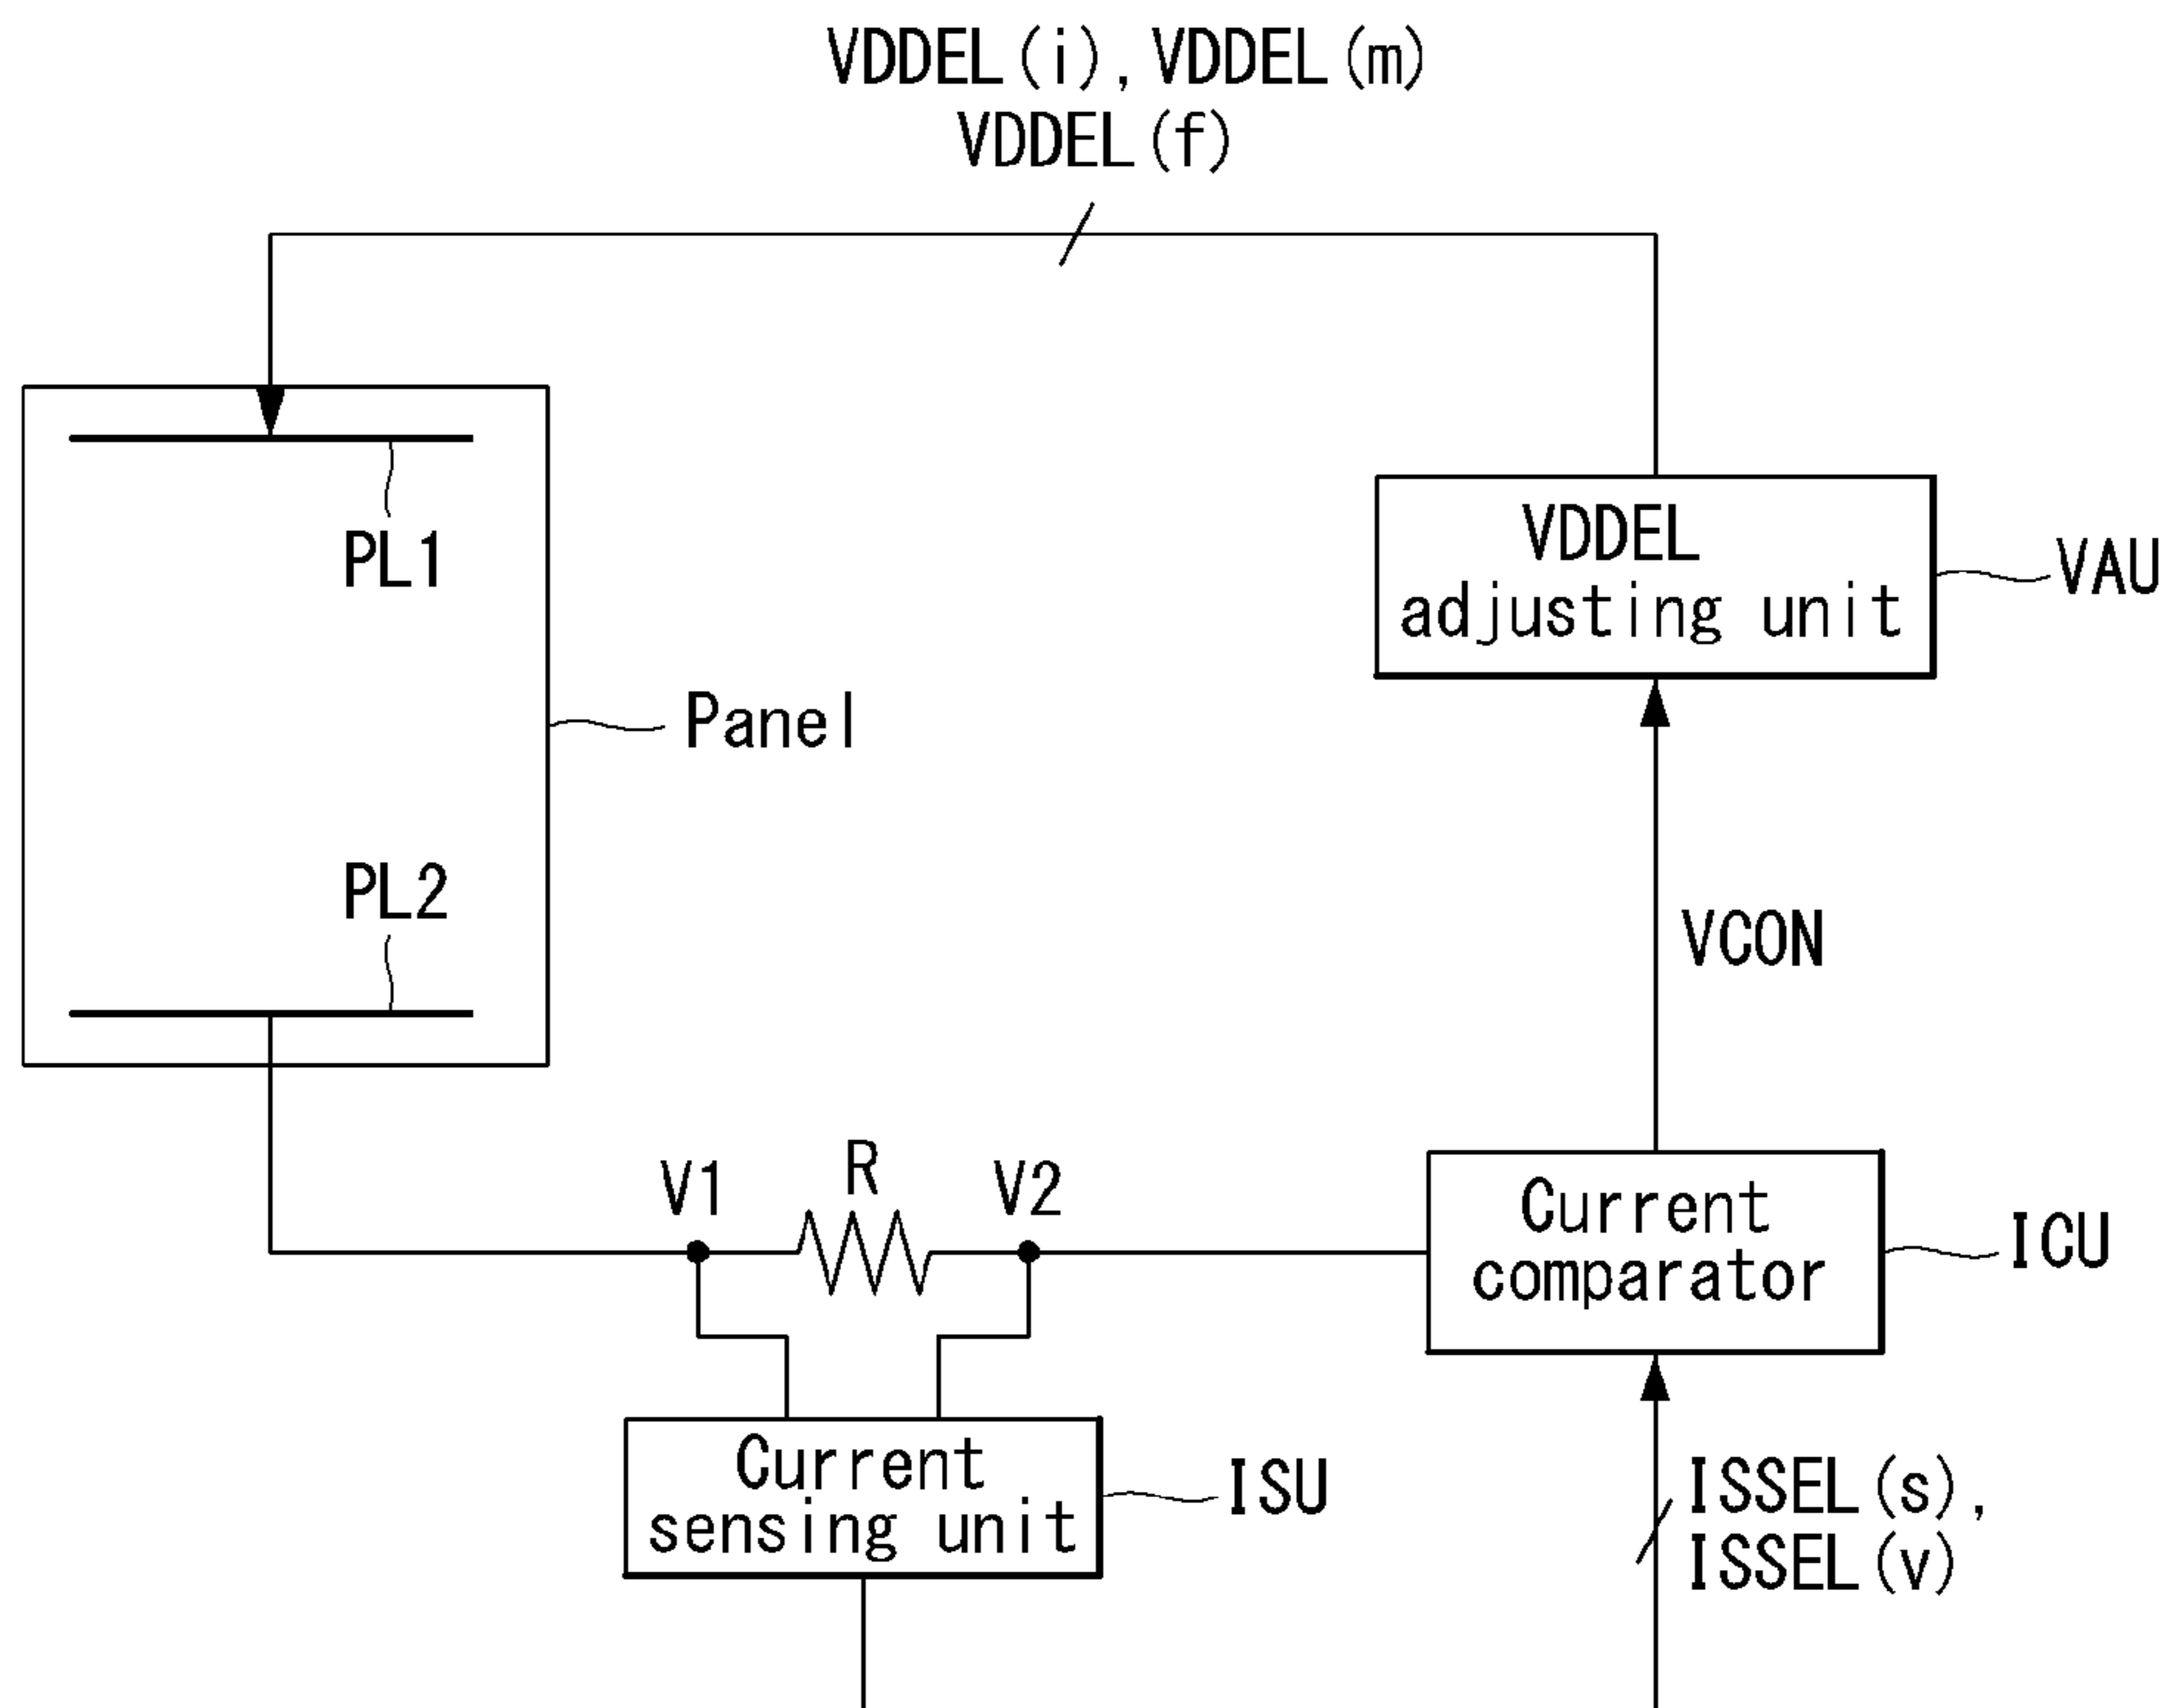 VDDEL(i), VDDEL(m)
VDDEL(f)
PL1
VDDEL
adjusting unit
VAU
Panel
PL2
VCON
V1
R
V2
Current
comparator
ICU
Current
sensing unit
ISU
ISSEL(s),
ISSEL(v)